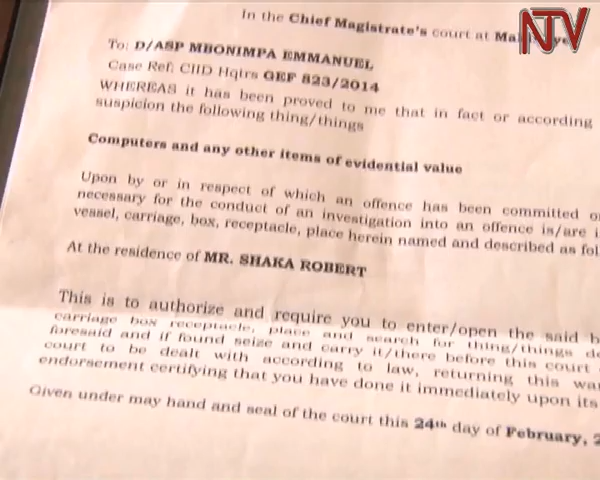 NTV
In the Chief Magistrate's court at
To: D/ASP MBONIMPA EMMANUEL
Case Ref: CIID Hqirs GEF 823/2014
WHEREAS it has been proved to me that in fact or according
suspicion the following thing/things
Computers and any other items of evidential value
Upon by or in respect of which an offence has been committed
necessary for the conduct of an investigation into an offence is/are
vessel, carriage, box, receptacle, place herein named and described as
At the residence of MR. SHAKA ROBERT
This is to authorize and require you to enter/open the said
carriage box receptacle, place and search for thing/things
foresaid and if found seize and carry it/there before this court
court to be dealt with according to law, returning this
endorsement certifying that you have done it immediately upon its
Given under may hand and seal of the court this 24th day of February,